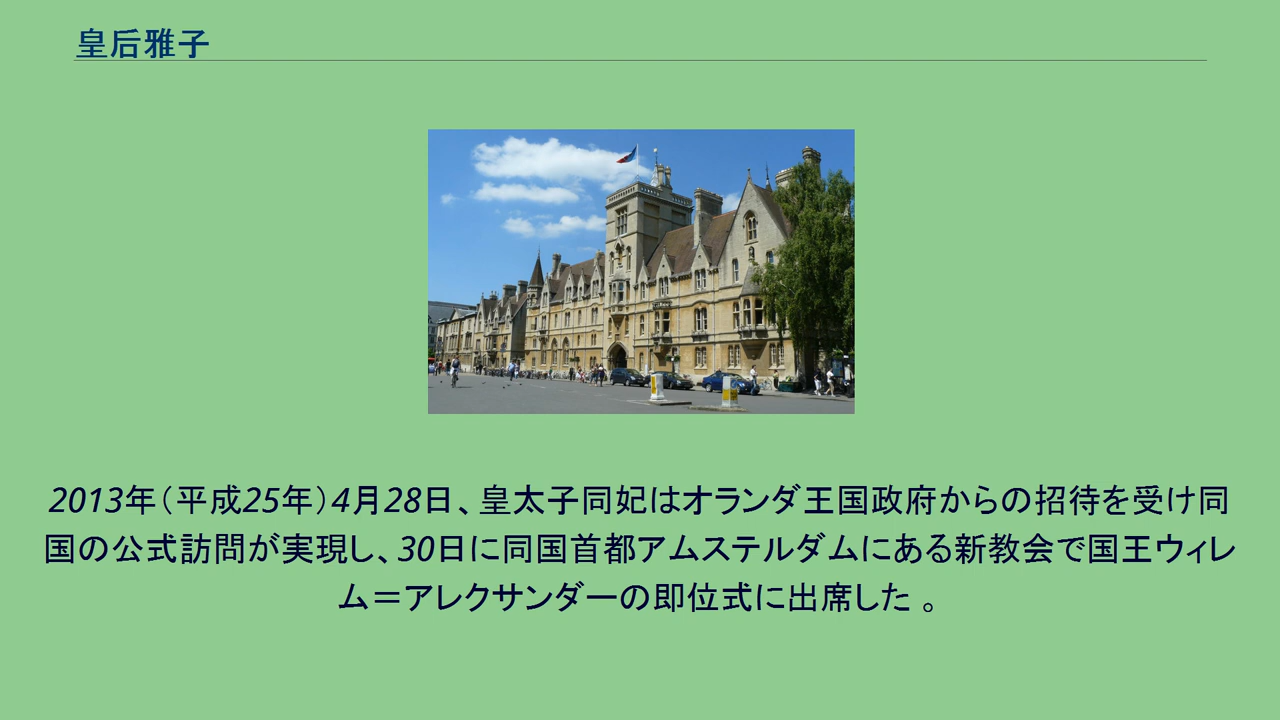 皇后雅子
2013年（平成25年）4月28日、皇太子同妃はオランダ王国政府からの招待を受け同
国の公式訪問が実現し、30日に同国首都アムステルダムにある新教会で国王ウィレ
ム＝アレクサンダーの即位式に出席した 。